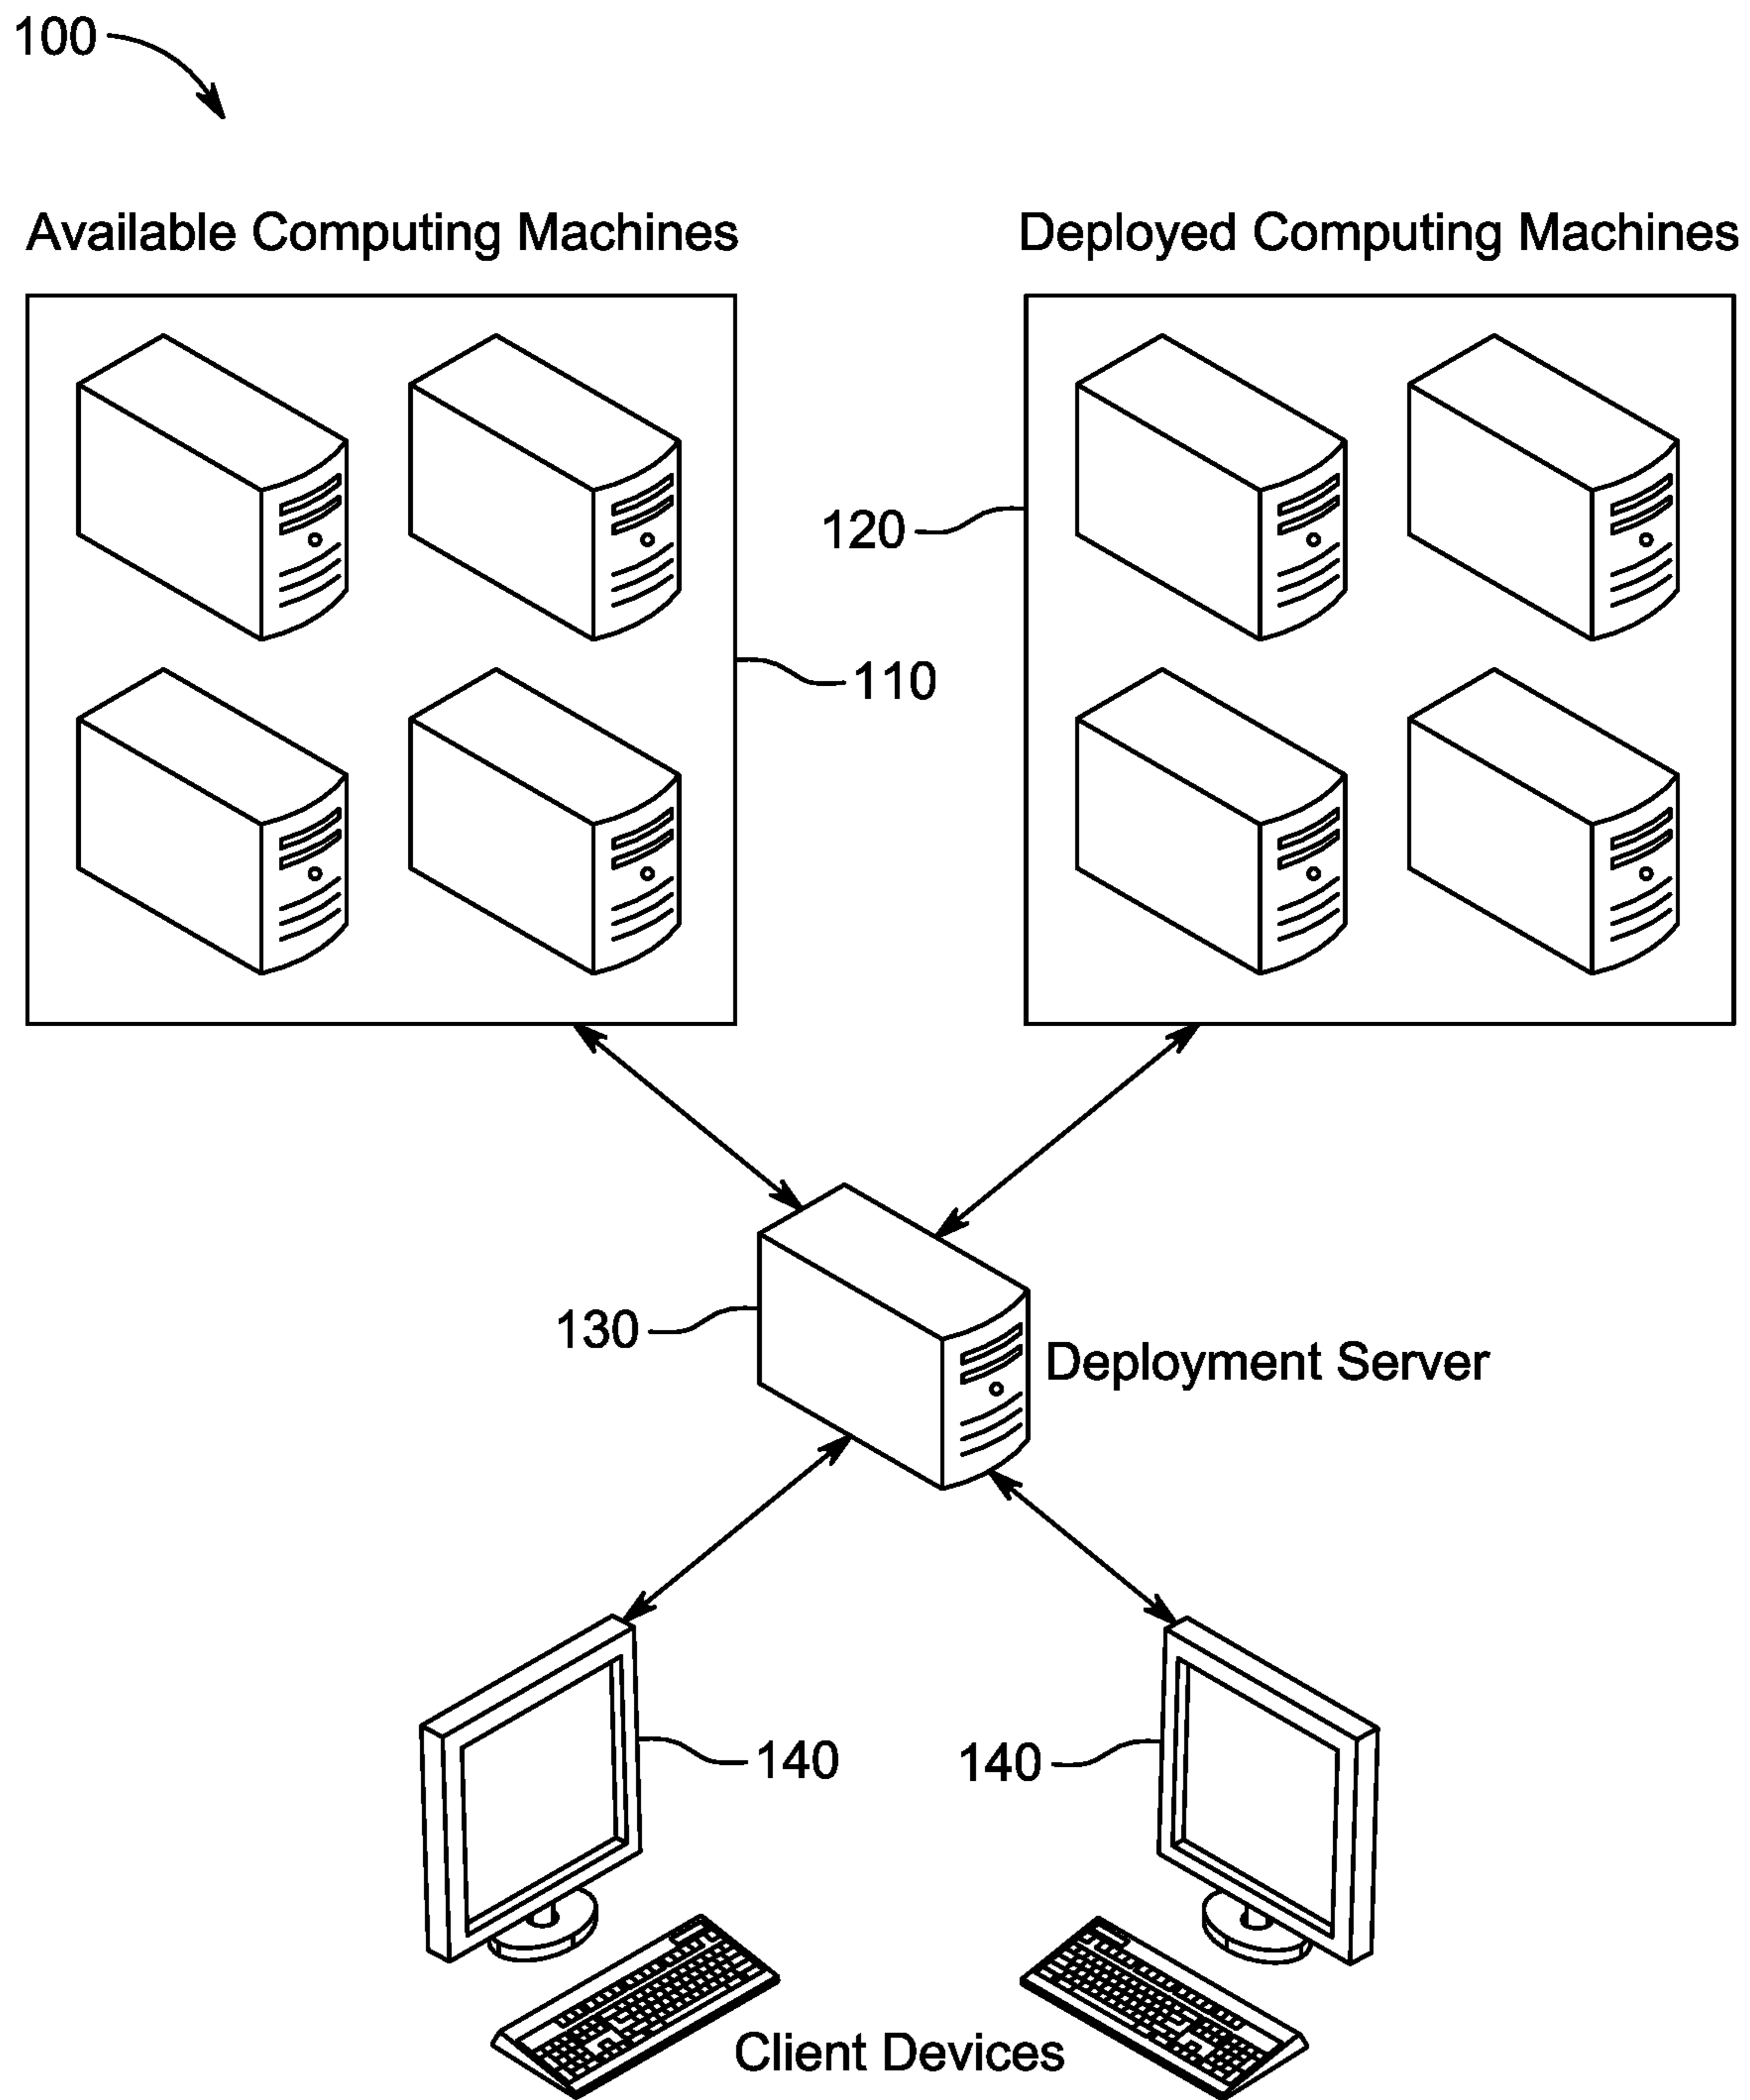 100
Available Computing Machines
Deployed Computing Machines
120
110
130
Deployment Server
140
140
Client Devices